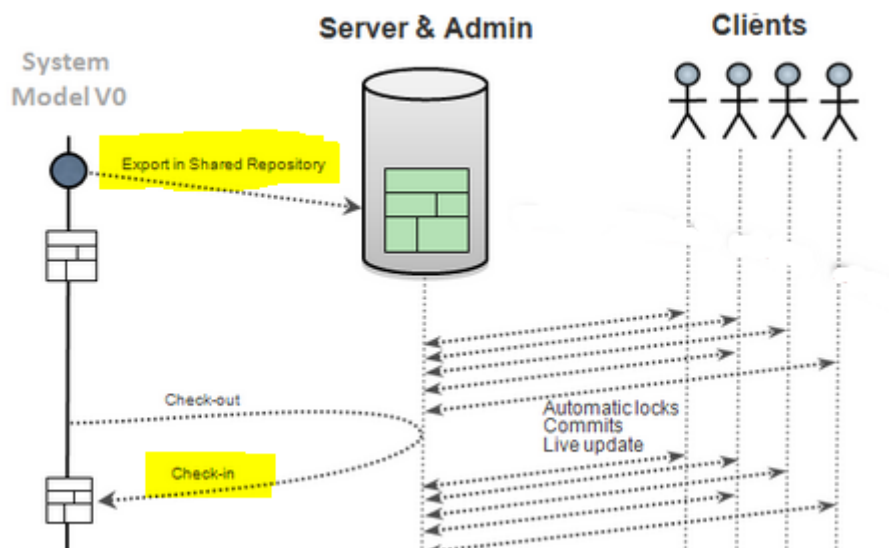 Server & Admin
Clients
System
Model V0
Export in Shared Repository
Check-out
Automatic locks
Commits
Live update
Check-in